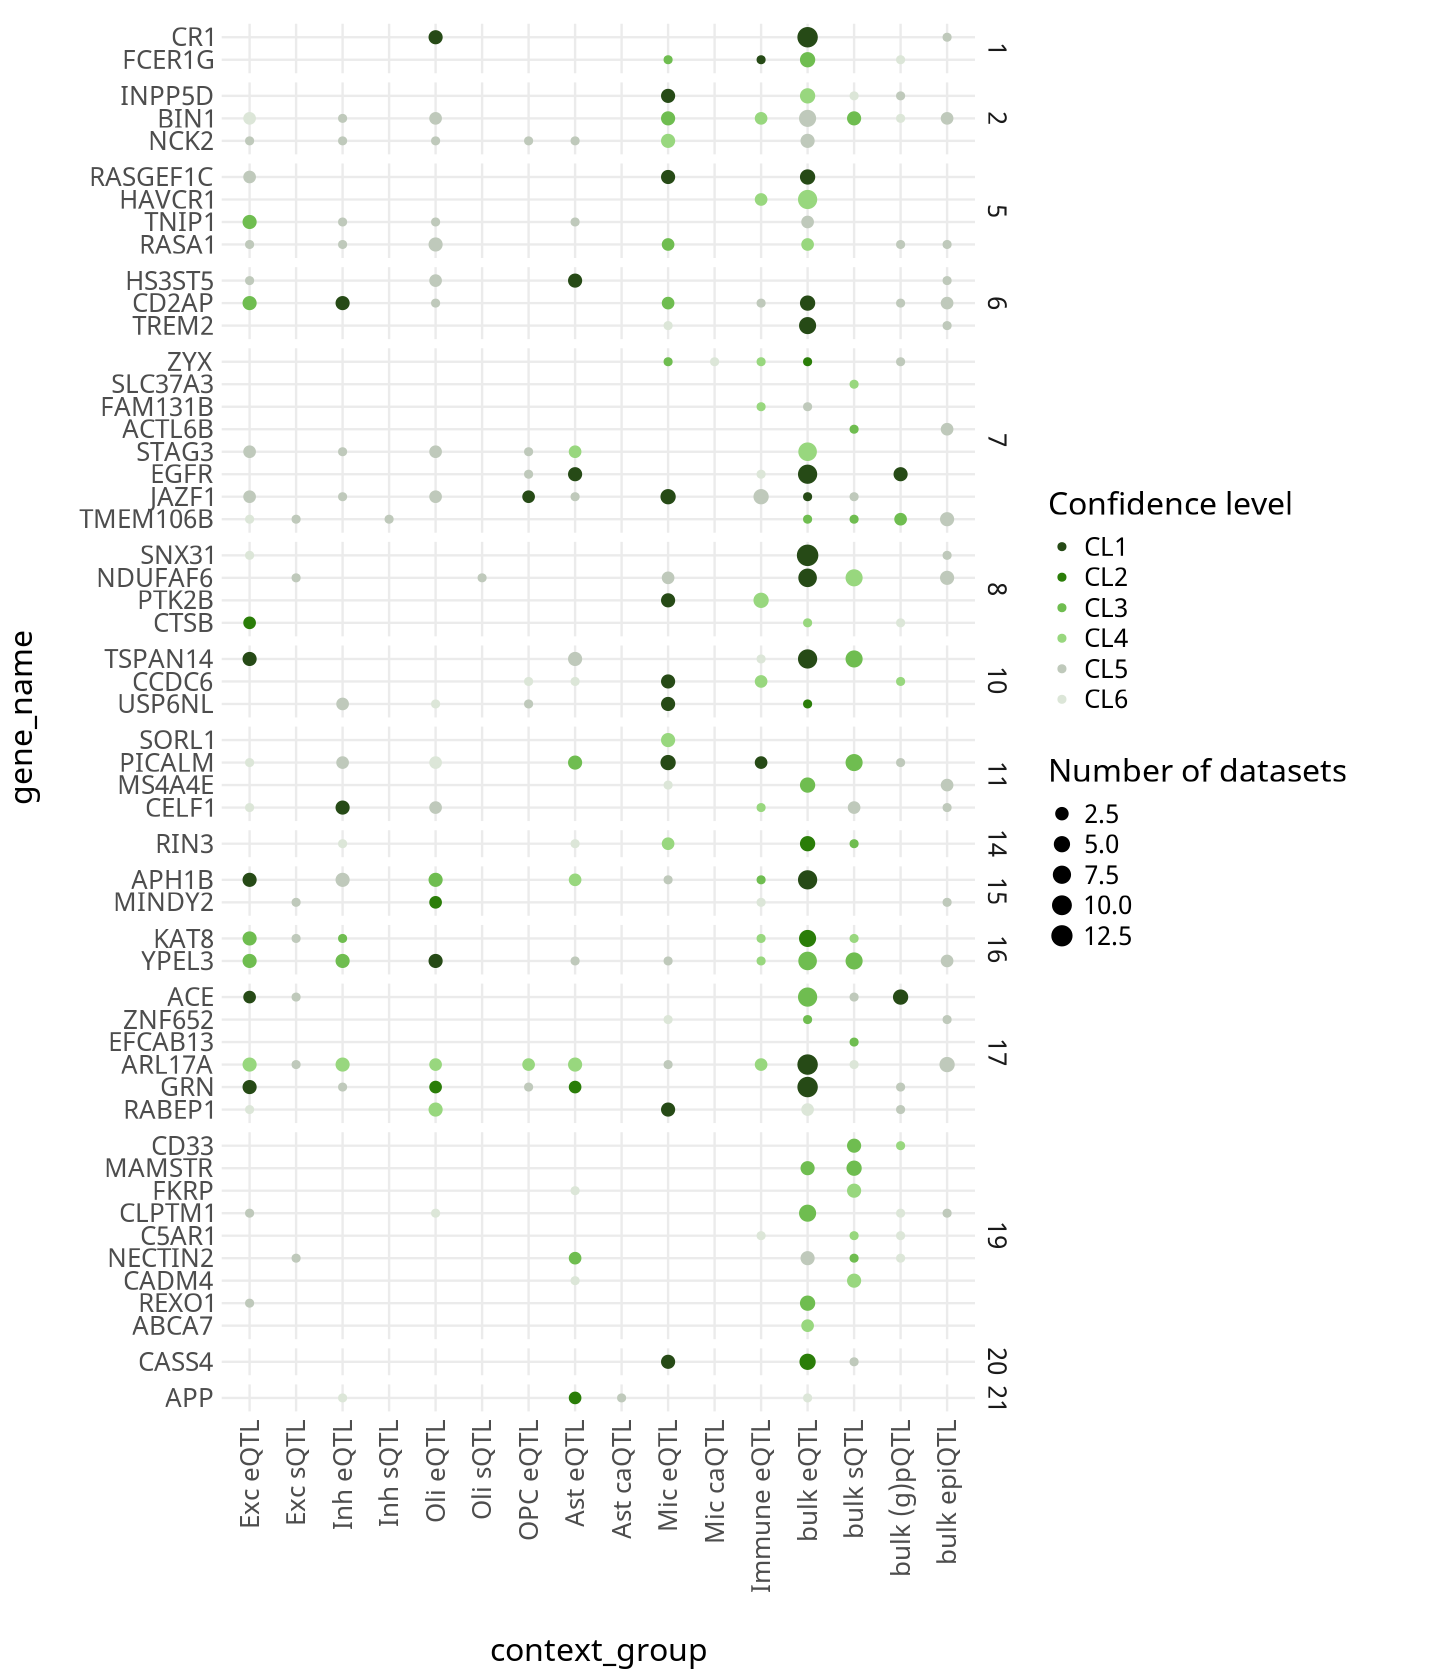 CR1
FCER1G
1
INPP5D
BIN1
NCK2
2
RASGEF1C
HAVCR1
TNIP1
RASA1
5
HS3ST5
CD2AP
TREM2
6
ZYX
SLC37A3
FAM131B
ACTL6B
STAG3
EGFR
JAZF1
TMEM106B
7
SNX31
NDUFAF6
PTK2B
CTSB
8
TSPAN14
CCDC6
USP6NL
10
SORL1
PICALM
MS4A4E
CELF1
11
RIN3
14
APH1B
MINDY2
15
KAT8
YPEL3
16
ACE
ZNF652
EFCAB13
ARL17A
GRN
RABEP1
17
CD33
MAMSTR
FKRP
CLPTM1
C5AR1
NECTIN2
CADM4
REXO1
ABCA7
19
CASS4
20
APP
21
gene_name
Exc eQTL
Exc sQTL
Inh eQTL
Inh sQTL
Oli eQTL
Oli sQTL
OPC eQTL
Ast eQTL
Ast caQTL
Mic eQTL
Mic caQTL
Immune eQTL
bulk eQTL
bulk sQTL
bulk (g)pQTL
bulk epiQTL
context_group
Confidence level
CL1
CL2
CL3
CL4
CL5
CL6
Number of datasets
2.5
5.0
7.5
10.0
12.5